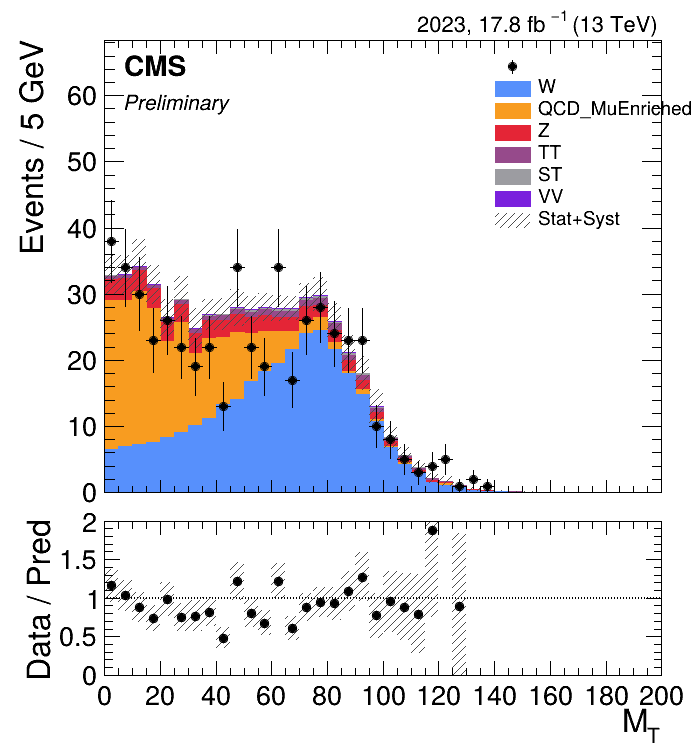 2023, 17.8 fb⁻¹ (13 TeV)
Events / 5 GeV
CMS
Preliminary
W
QCD_MuEnriched
Z
TT
ST
VV
Stat+Syst
60
50
40
30
20
10
0
Data / Pred
2
1.5
1
0.5
0
0 20 40 60 80 100 120 140 160 180 200
M_T